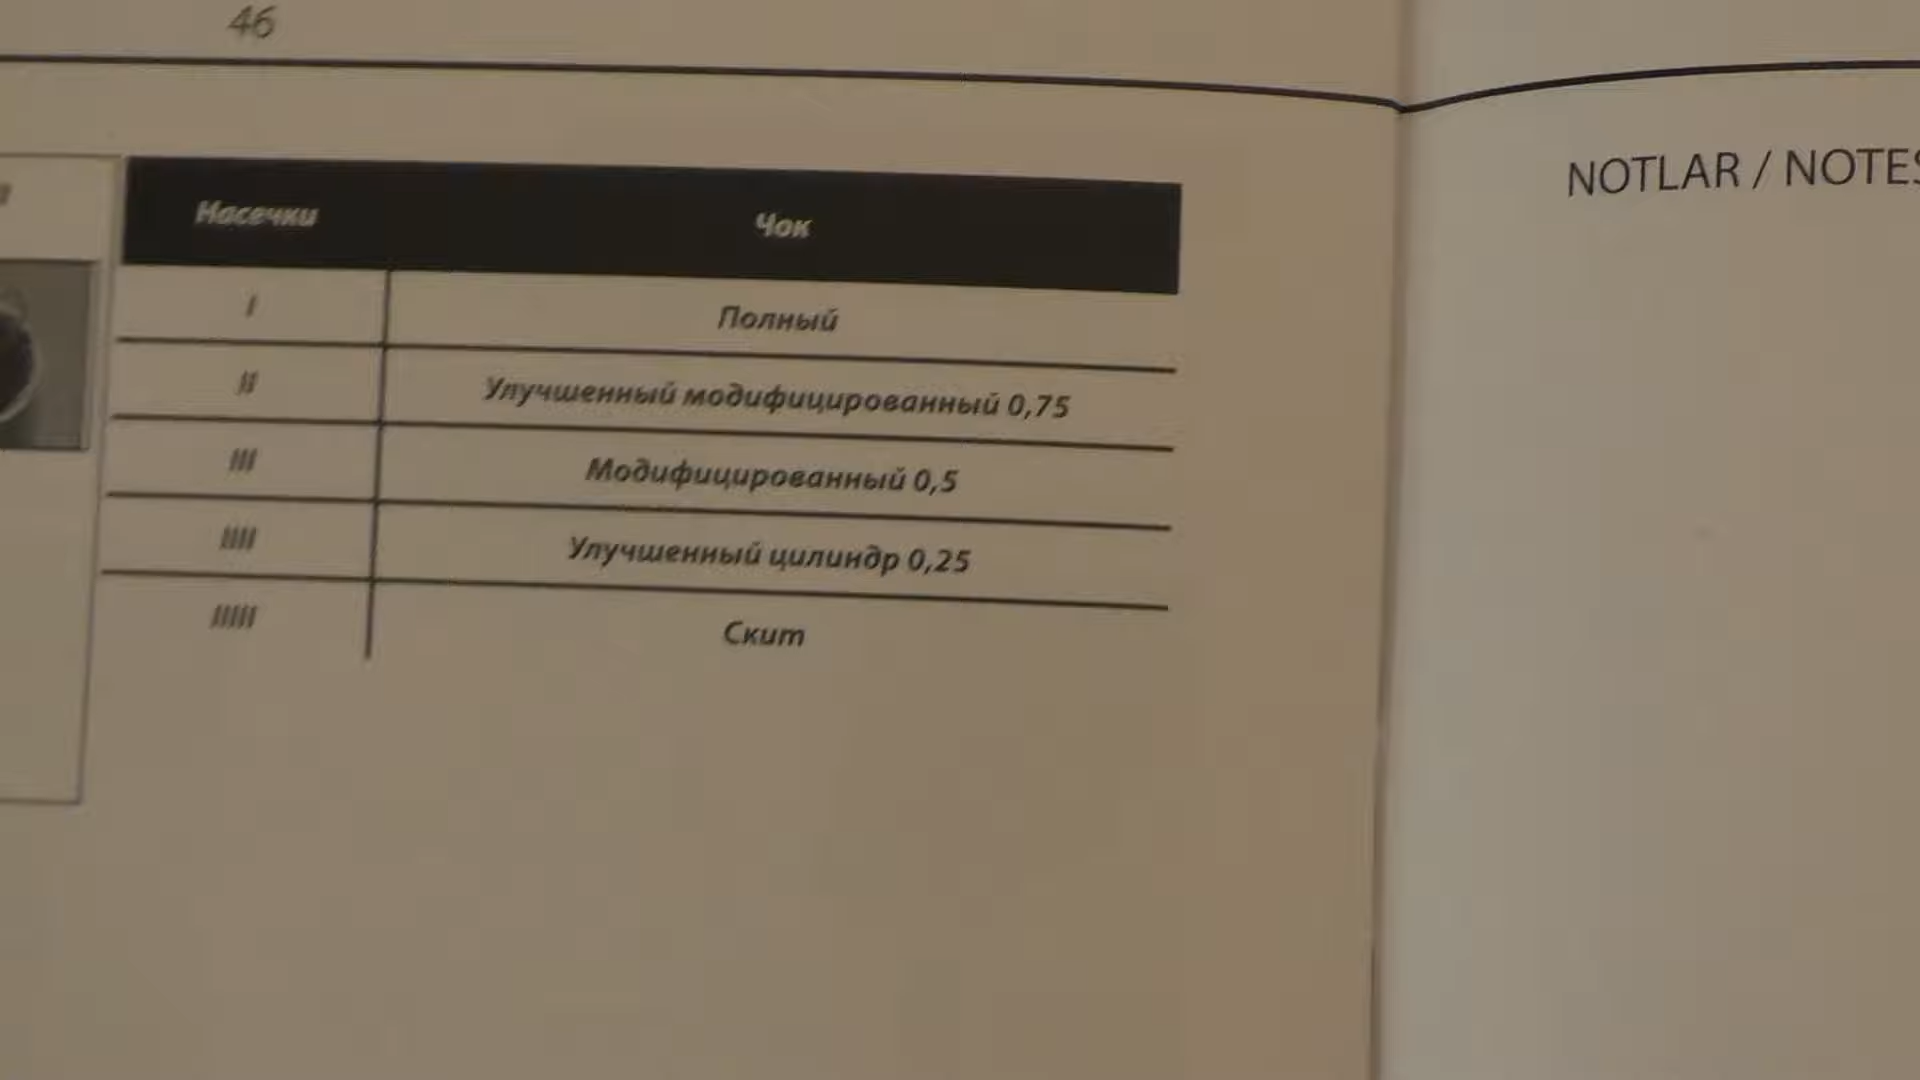 46
Насечки Чок
I Полный
II Улучшенный модифицированный 0,75
III Модифицированный 0,5
IIII Улучшенный цилиндр 0,25
IIIII Скит
NOTLAR / NOTES